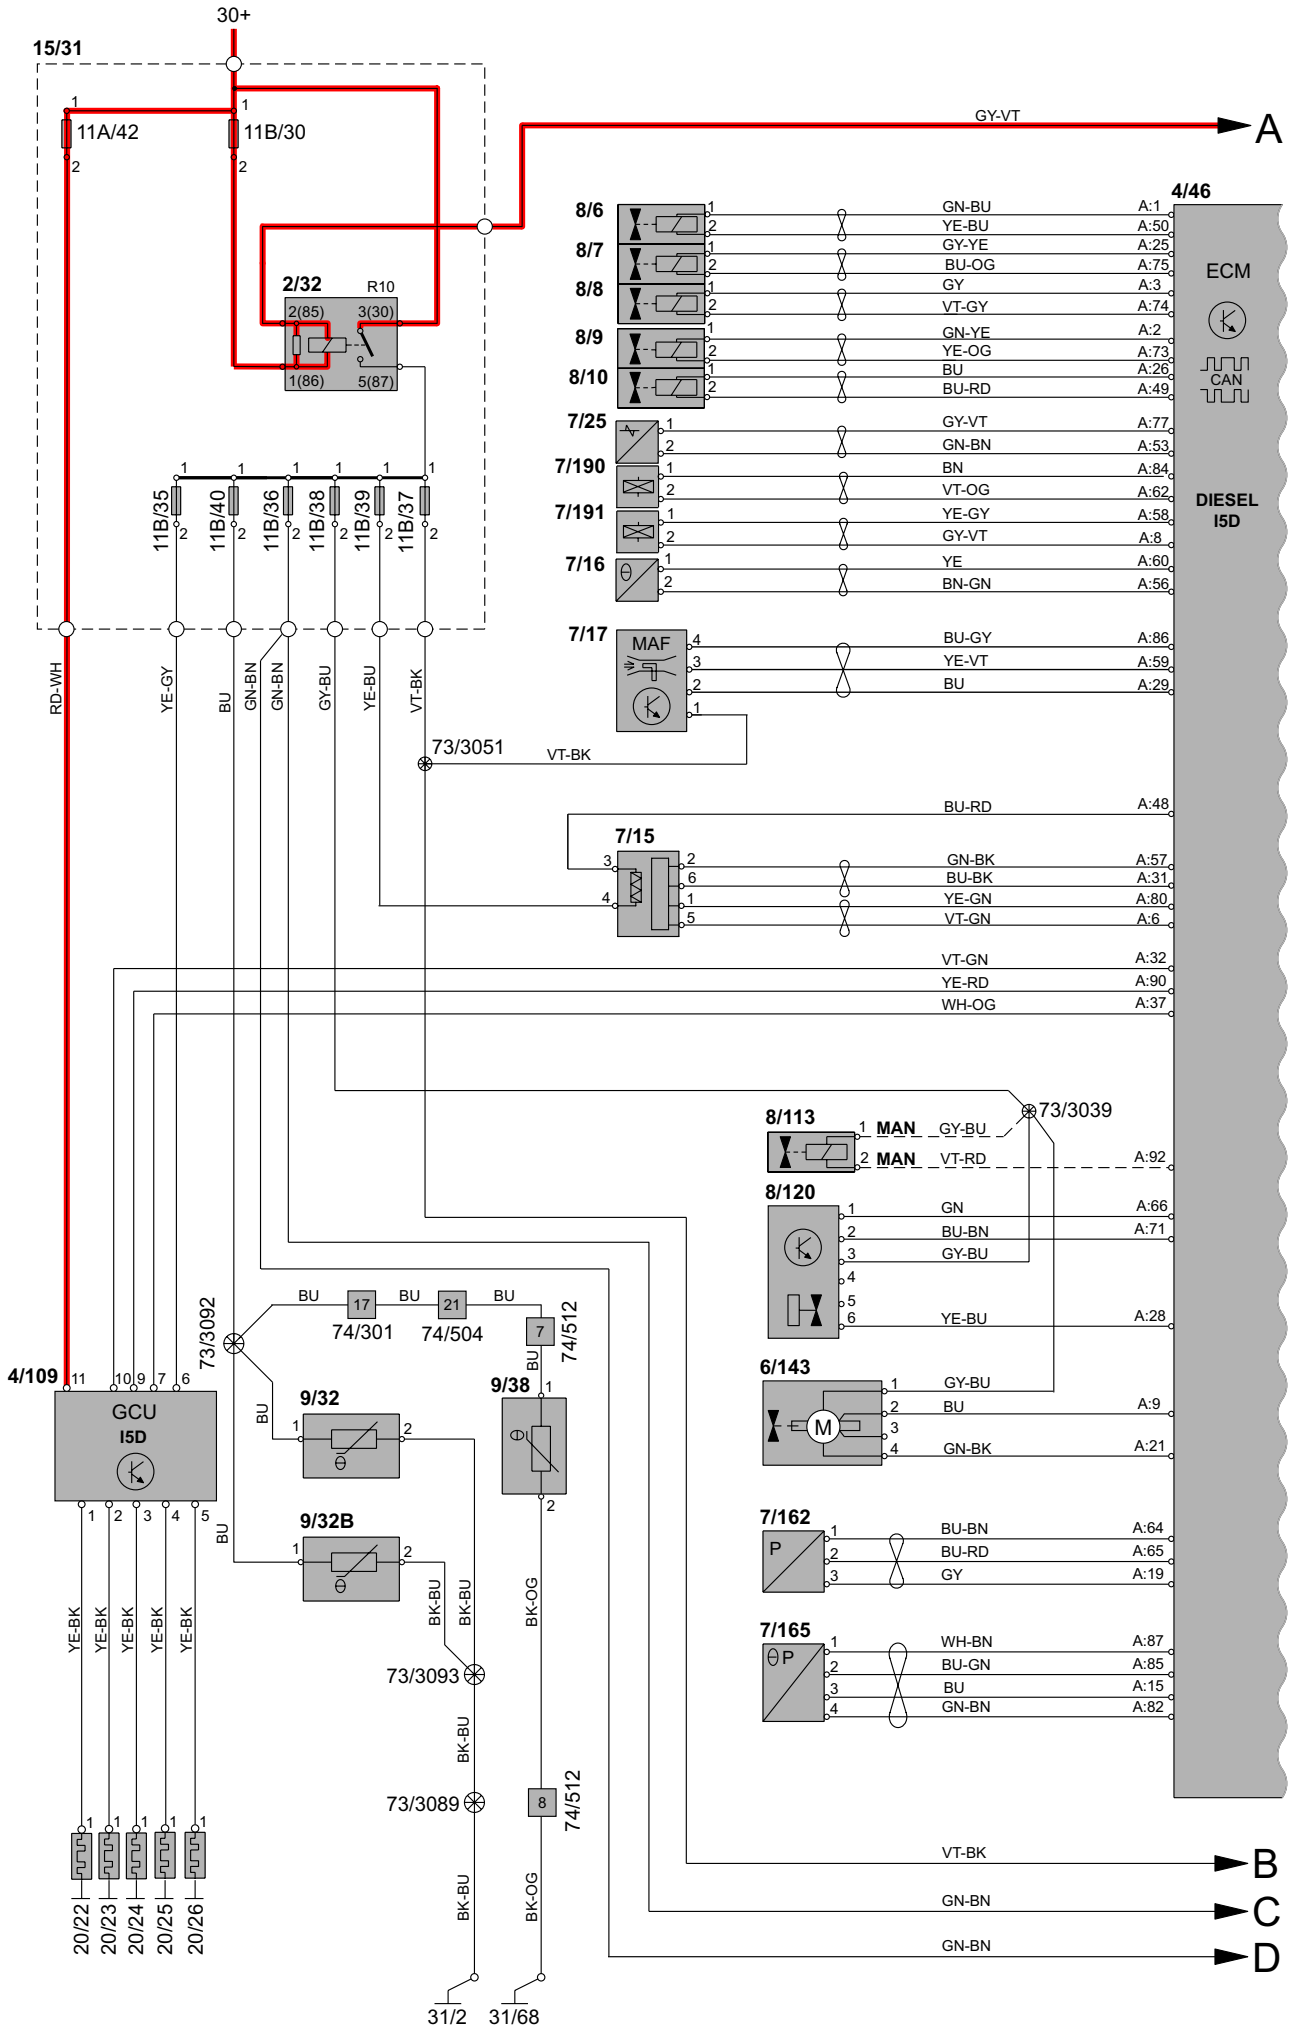 30+
15/31
1
1
11A/42
11B/30
2
2
GY-VT
A
2/32
R10
2(85)
3(30)
1(86)
5(87)
1
1
1
1
1
1
11B/35
11B/40
11B/36
11B/38
11B/39
11B/37
2
2
2
2
2
2
RD-WH
YE-GY
BU
GN-BN
GN-BN
GY-BU
YE-BU
VT-BK
73/3051
VT-BK
4/46
ECM
CAN
DIESEL
I5D
8/6
1 GN-BU A:1
2 YE-BU A:50
8/7
1 GY-YE A:25
2 BU-OG A:75
8/8
1 GY A:3
2 VT-GY A:74
8/9
1 GN-YE A:2
2 YE-OG A:73
8/10
1 BU A:26
2 BU-RD A:49
7/25
1 GY-VT A:77
2 GN-BN A:53
7/190
1 BN A:84
2 VT-OG A:62
7/191
1 YE-GY A:58
2 GY-VT A:8
7/16
θ
1 YE A:60
2 BN-GN A:56
7/17
MAF
4 BU-GY A:86
3 YE-VT A:59
2 BU A:29
1
BU-RD A:48
7/15
3
4
2 GN-BK A:57
6 BU-BK A:31
1 YE-GN A:80
5 VT-GN A:6
VT-GN A:32
YE-RD A:90
WH-OG A:37
73/3039
8/113
1 MAN GY-BU
2 MAN VT-RD A:92
8/120
1 GN A:66
2 BU-BN A:71
3 GY-BU
4
5
6 YE-BU A:28
6/143
M
1 GY-BU
2 BU A:9
3
4 GN-BK A:21
7/162
P
1 BU-BN A:64
2 BU-RD A:65
3 GY A:19
7/165
θ P
1 WH-BN A:87
2 BU-GN A:85
3 BU A:15
4 GN-BN A:82
73/3092
BU
17
74/301
BU
21
74/504
BU
7
74/512
BU
4/109
11
10
9
7
6
GCU
I5D
1
2
3
4
5
BU
9/32
1
2
θ
BU
9/32B
1
2
θ
9/38
1
θ
2
YE-BK
YE-BK
YE-BK
YE-BK
YE-BK
BK-BU
BK-BU
BK-OG
73/3093
BK-BU
73/3089
8
74/512
BK-BU
BK-OG
1
1
1
1
1
20/22
20/23
20/24
20/25
20/26
31/2
31/68
VT-BK
B
GN-BN
C
GN-BN
D